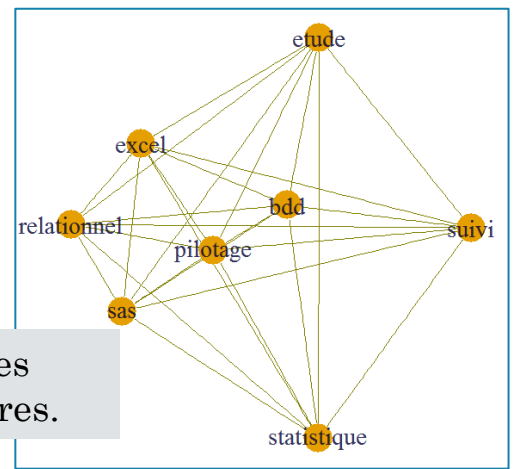 etude
excel
bdd
relationnel
suivi
pilotage
sas
es
res.
statistique